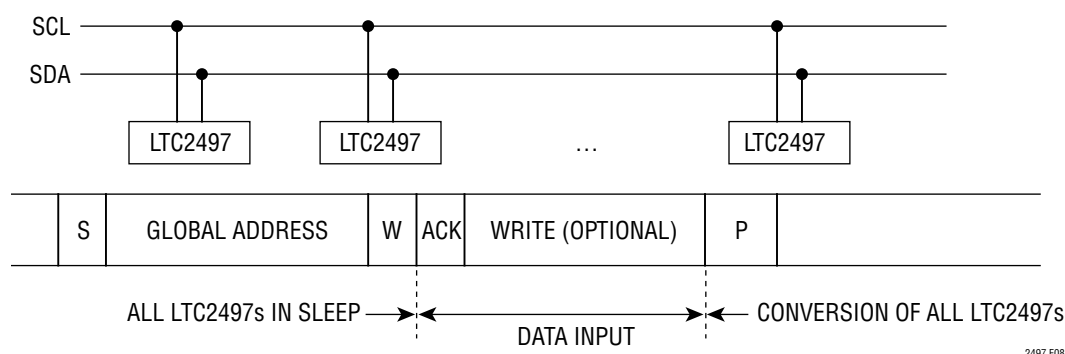 SCL
SDA
LTC2497 LTC2497 ... LTC2497
S GLOBAL ADDRESS W ACK WRITE (OPTIONAL) P
ALL LTC2497s IN SLEEP DATA INPUT CONVERSION OF ALL LTC2497s
2497 F08